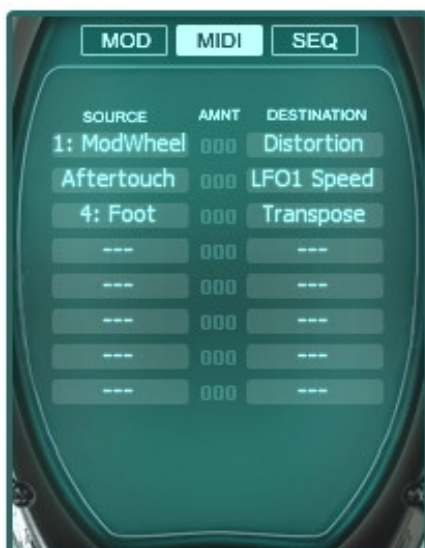 MOD MIDI SEQ
SOURCE AMNT DESTINATION
1: ModWheel 000 Distortion
Aftertouch 000 LFO1 Speed
4: Foot 000 Transpose
--- 000 ---
--- 000 ---
--- 000 ---
--- 000 ---
--- 000 ---